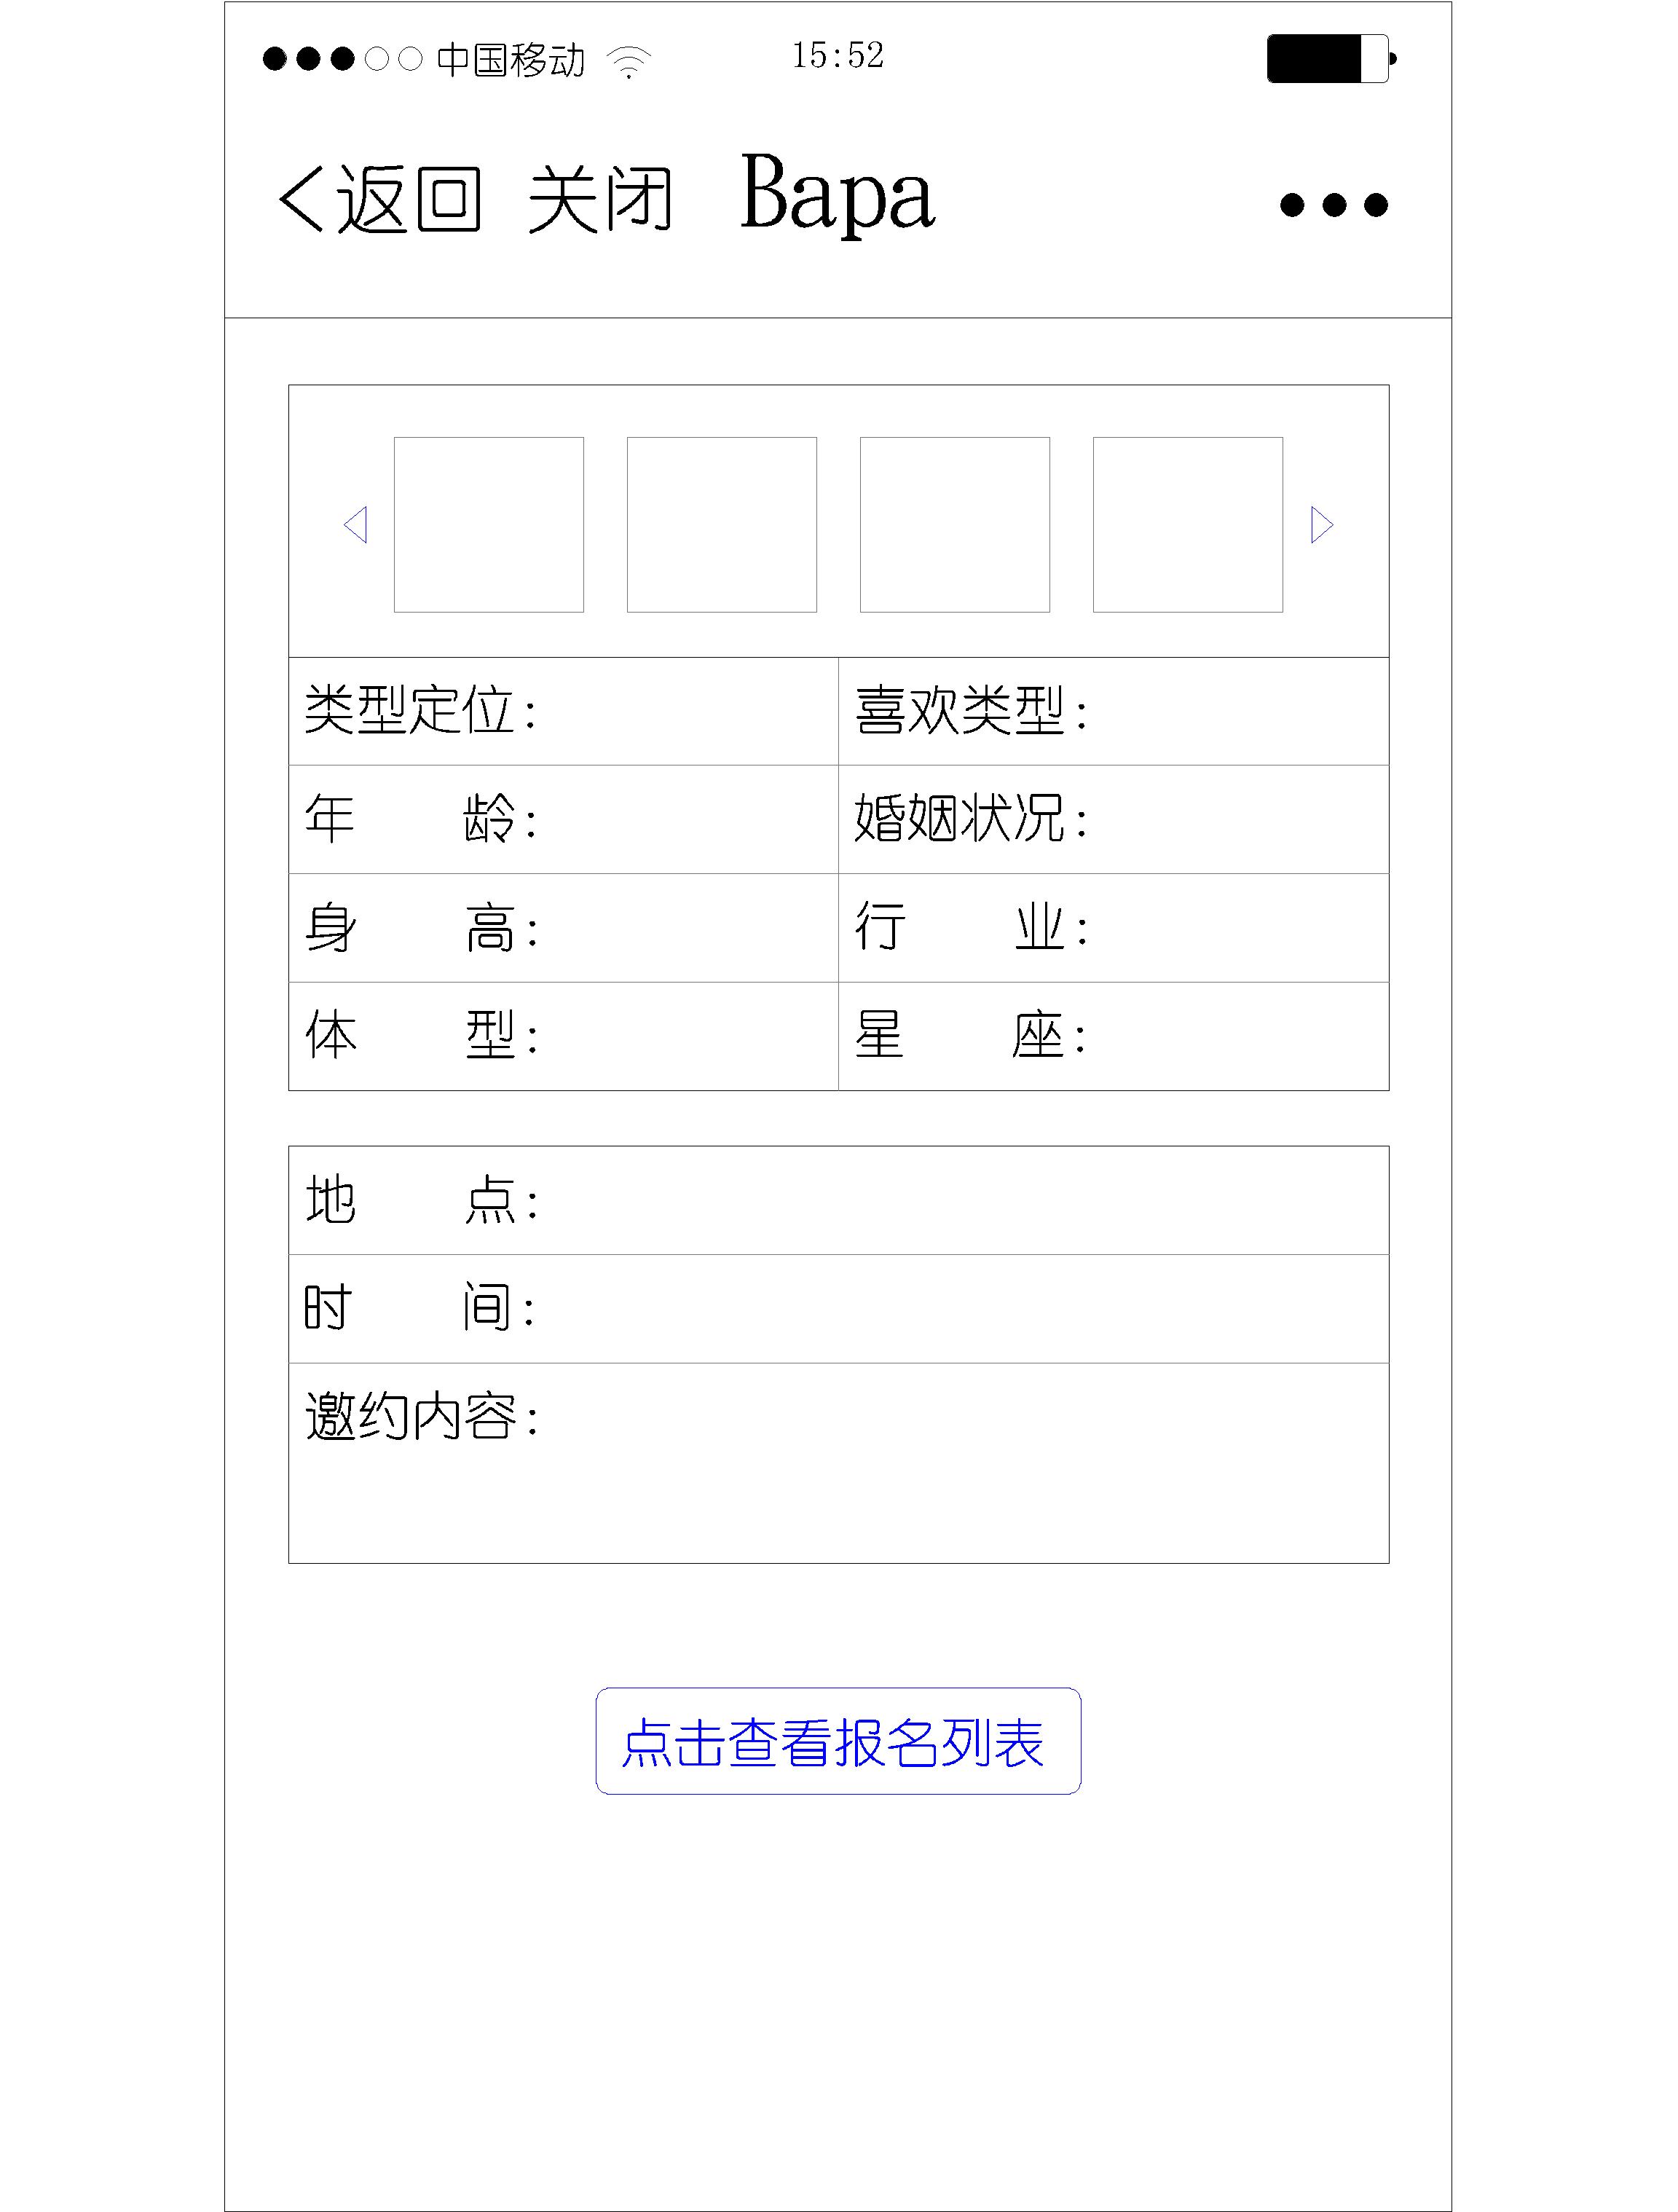 中国移动 15:52
<返回 关闭 Bapa
类型定位: 喜欢类型:
年 龄: 婚姻状况:
身 高: 行 业:
体 型: 星 座:
地 点:
时 间:
邀约内容:
点击查看报名列表